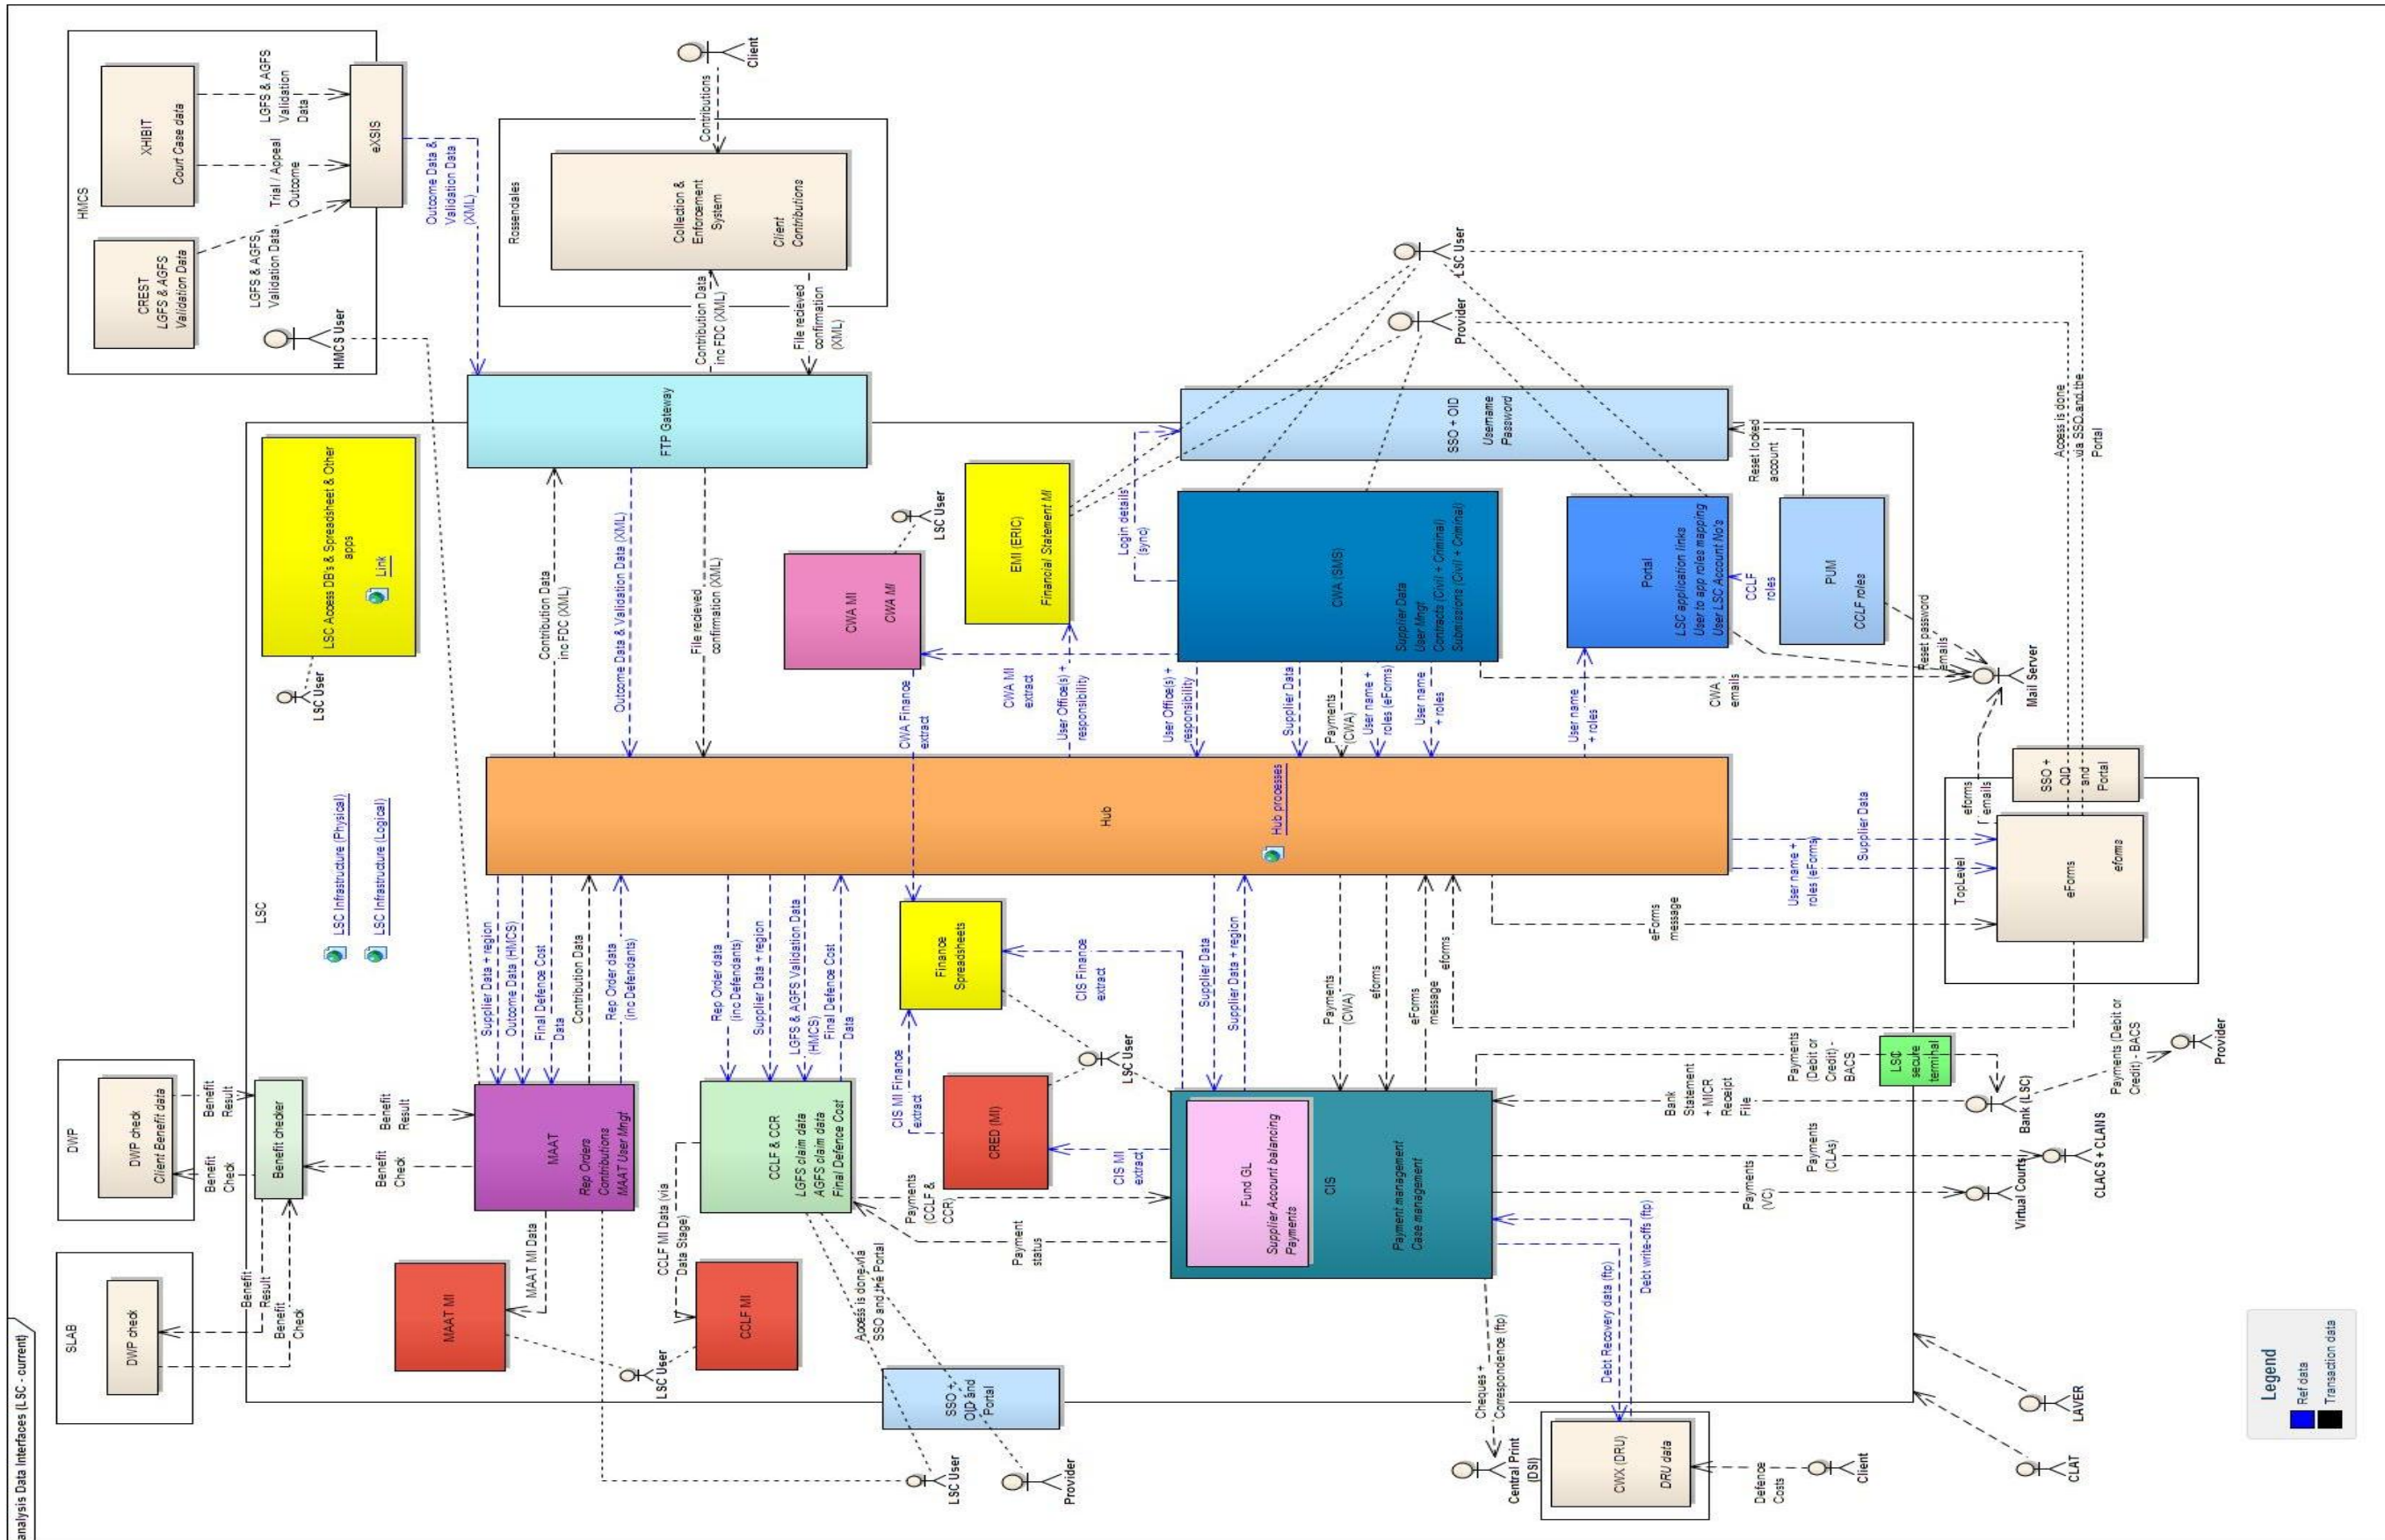 analysis Data Interfaces (LSC - current)
SLAB
DWP check
DWP
DWP check
Client Benefit data
HMCS
CREST
LGFS & AGFS
Validation Data
XHIBIT
Court Case data
LGFS & AGFS
Validation Data
Trial / Appeal
Outcome
LGFS & AGFS
Validation
Data
HMCS User
eXSIS
Outcome Data &
Validation Data
(XML)
Benefit
Result
Benefit
Check
Benefit
Check
Benefit
Result
Benefit checker
Benefit
Check
Benefit
Result
LSC
LSC Infrastructure (Physical)
LSC Infrastructure (Logical)
LSC User
LSC Access DB's & Spreadsheet & Other
apps
Link
MAAT MI
MAAT MI Data
MAAT
Rep Orders
Contributions
MAAT User Mngt
Supplier Data + region
Outcome Data (HMCS)
Final Defence Cost
Data
Contribution Data
Rep Order data
(inc Defendants)
Contribution Data
inc FDC (XML)
Outcome Data & Validation Data (XML)
File recieved
confirmation (XML)
FTP Gateway
Contribution Data
inc FDC (XML)
File recieved
confirmation
(XML)
Rossendales
Collection &
Enforcement
System
Client
Contributions
Contributions
Client
LSC User
CCLF MI Data (via
Data Stage)
CCLF MI
CCLF & CCR
LGFS claim data
AGFS claim data
Final Defence Cost
Rep Order data
(inc Defendants)
Supplier Data + region
LGFS & AGFS Validation Data
(HMCS)
Final Defence Cost
Data
Access is done via
SSO and the Portal
SSO +
OID and
Portal
LSC User
Provider
Payments
(CCLF &
CCR)
Payment
status
CIS MI Finance
extract
CRED (MI)
Finance
Spreadsheets
CWA Finance
extract
CIS Finance
extract
LSC User
CIS MI
extract
Hub
Hub processes
CWA MI
CWA MI
LSC User
CWA MI
extract
EMI (ERIC)
Financial Statement MI
User Office(s) +
responsibility
Login details
(sync)
User Office(s) +
responsibility
Supplier Data
Payments
(CWA)
User name +
roles (eForms)
User name
+ roles
CWA (SMS)
Supplier Data
User Mngt
Contracts (Civil + Criminal)
Submissions (Civil + Criminal)
SSO + OID
Username
Password
Provider
LSC User
Fund GL
Supplier Account balancing
Payments
CIS
Payment management
Case management
Supplier Data
Supplier Data + region
Payments
(CWA)
eforms
eForms
message
eforms
User name
+ roles
Portal
LSC application links
User to app roles mapping
User LSC Account No's
CCLF
roles
Reset locked
account
PUM
CCLF roles
CWA
emails
Reset password
emails
Mail Server
Cheques +
Correspondence (ftp)
Central Print
(DSI)
Debt Recovery data (ftp)
Debt write-offs (ftp)
CWX (DRU)
DRU data
Defence
Costs
Client
Payments
(VC)
Virtual Courts
Payments
(CLAs)
CLACS + CLANS
Bank
Statement
+ MICR
Receipt
File
Payments
(Debit or
Credit) -
BACS
LSC
secure
terminal
Bank (LSC)
Payments (Debit or
Credit) - BACS
Provider
eForms
message
User name +
roles (eForms)
Supplier Data
TopLevel
eForms
eforms
SSO +
OID
and
Portal
eforms
emails
Access is done
via SSO and the
Portal
CLAT
LAVER
Legend
Ref data
Transaction data